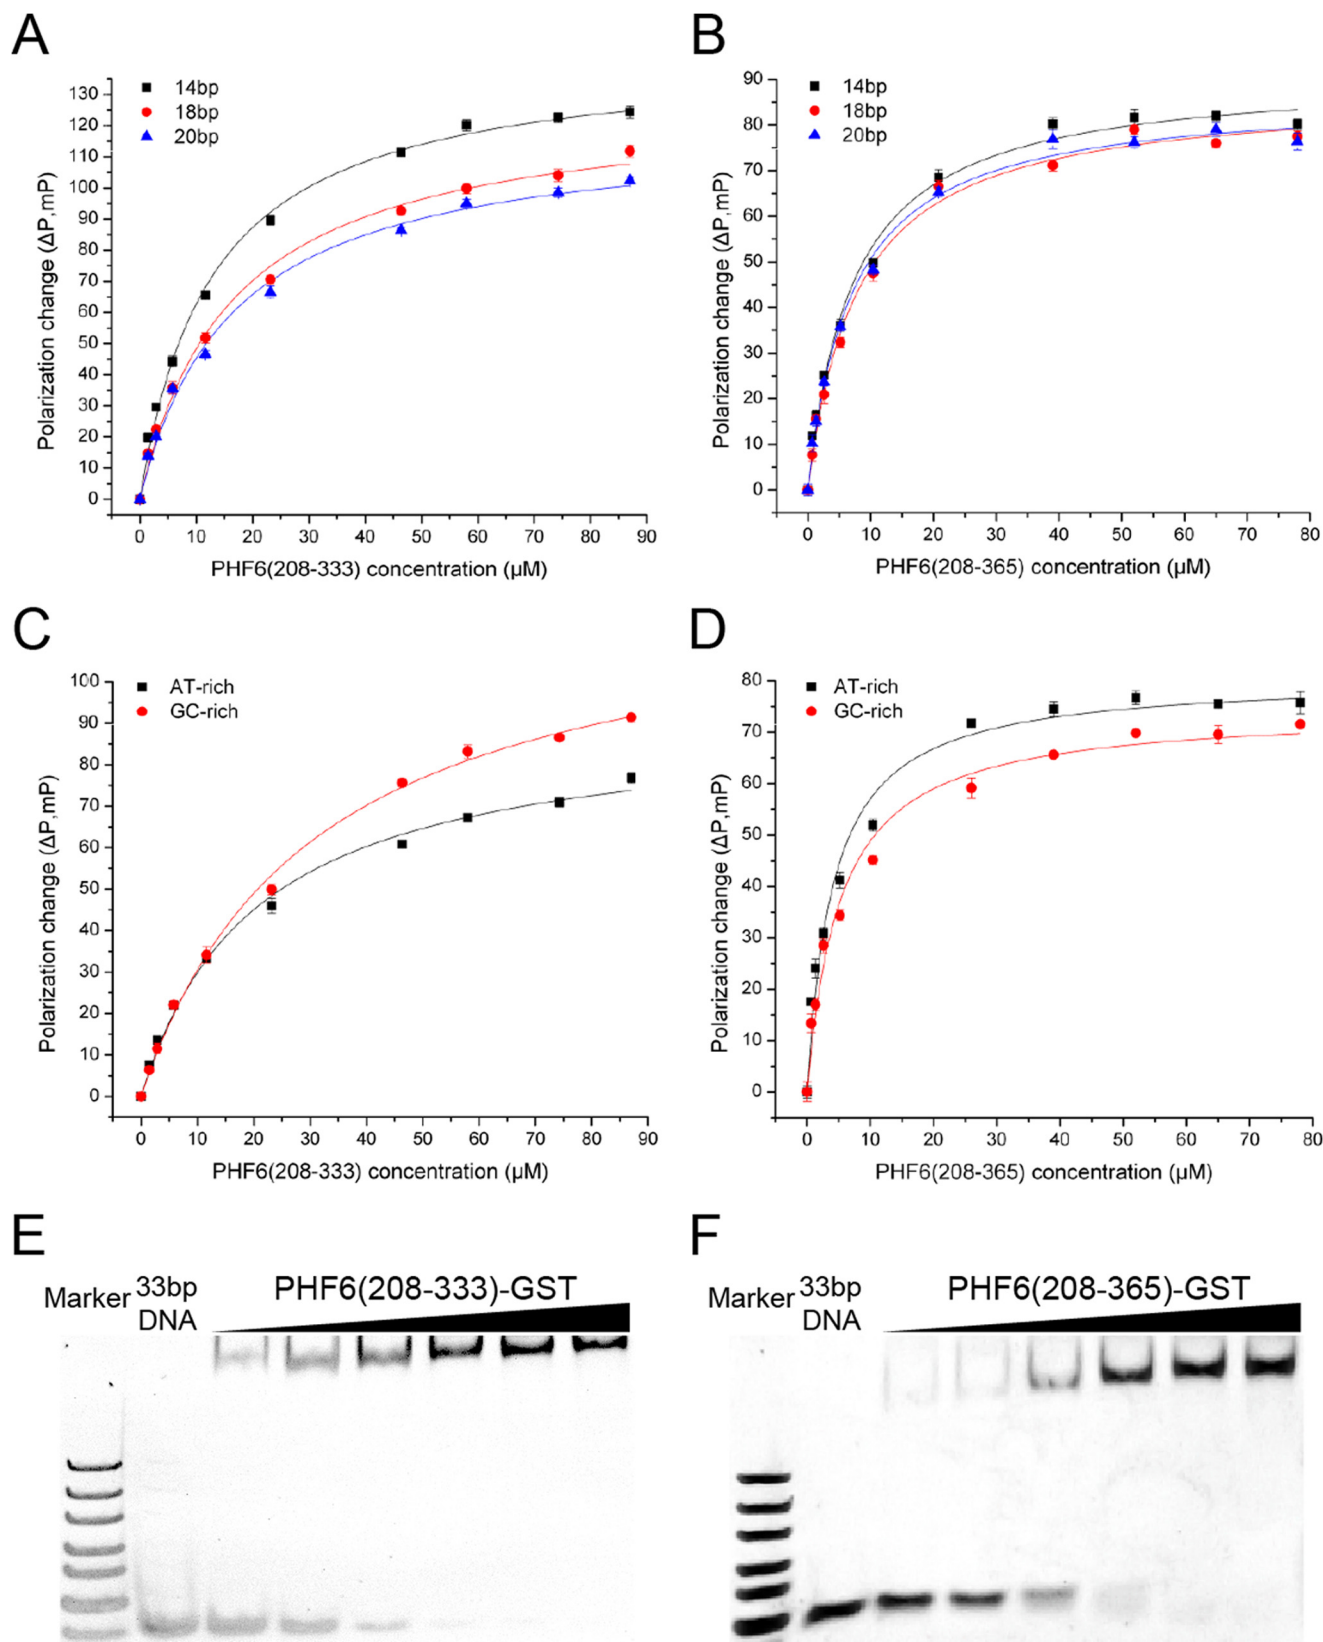 A
14bp
18bp
20bp
130
120
110
100
90
80
70
60
50
40
30
20
10
0
Polarization change (ΔP,mP)
0 10 20 30 40 50 60 70 80 90
PHF6(208-333) concentration (μM)
B
14bp
18bp
20bp
90
80
70
60
50
40
30
20
10
0
Polarization change (ΔP,mP)
0 10 20 30 40 50 60 70 80
PHF6(208-365) concentration (μM)
C
AT-rich
GC-rich
100
90
80
70
60
50
40
30
20
10
0
Polarization change (ΔP,mP)
0 10 20 30 40 50 60 70 80 90
PHF6(208-333) concentration (μM)
D
AT-rich
GC-rich
80
70
60
50
40
30
20
10
0
Polarization change (ΔP,mP)
0 10 20 30 40 50 60 70 80
PHF6(208-365) concentration (μM)
E
Marker
33bp
DNA
PHF6(208-333)-GST
F
Marker
33bp
DNA
PHF6(208-365)-GST